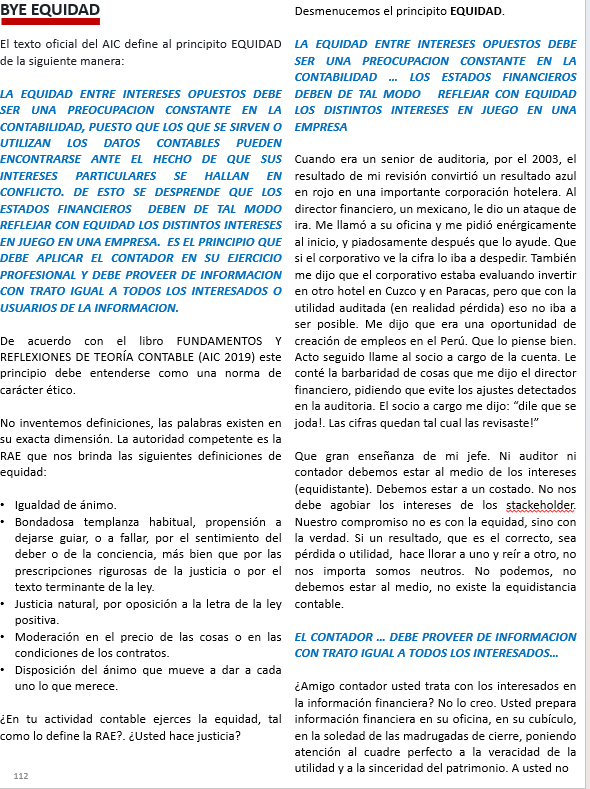 BYE EQUIDAD
El texto oficial del AIC define al principito EQUIDAD
de la siguiente manera:
LA EQUIDAD ENTRE INTERESES OPUESTOS DEBE
SER UNA PREOCUPACION CONSTANTE EN LA
CONTABILIDAD, PUESTO QUE LOS QUE SE SIRVEN O
UTILIZAN LOS DATOS CONTABLES PUEDEN
ENCONTRARSE ANTE EL HECHO DE QUE SUS
INTERESES PARTICULARES SE HALLAN EN
CONFLICTO. DE ESTO SE DESPRENDE QUE LOS
ESTADOS FINANCIEROS DEBEN DE TAL MODO
REFLEJAR CON EQUIDAD LOS DISTINTOS INTERESES
EN JUEGO EN UNA EMPRESA. ES EL PRINCIPIO QUE
DEBE APLICAR EL CONTADOR EN SU EJERCICIO
PROFESIONAL Y DEBE PROVEER DE INFORMACION
CON TRATO IGUAL A TODOS LOS INTERESADOS O
USUARIOS DE LA INFORMACION.
De acuerdo con el libro FUNDAMENTOS Y
REFLEXIONES DE TEORÍA CONTABLE (AIC 2019) este
principio debe entenderse como una norma de
carácter ético.
No inventemos definiciones, las palabras existen en
su exacta dimensión. La autoridad competente es la
RAE que nos brinda las siguientes definiciones de
equidad:
• Igualdad de ánimo.
• Bondadosa templanza habitual, propensión a
dejarse guiar, o a fallar, por el sentimiento del
deber o de la conciencia, más bien que por las
prescripciones rigurosas de la justicia o por el
texto terminante de la ley.
• Justicia natural, por oposición a la letra de la ley
positiva.
• Moderación en el precio de las cosas o en las
condiciones de los contratos.
• Disposición del ánimo que mueve a dar a cada
uno lo que merece.
¿En tu actividad contable ejerces la equidad, tal
como lo define la RAE?. ¿Usted hace justicia?
112
Desmenucemos el principito EQUIDAD.
LA EQUIDAD ENTRE INTERESES OPUESTOS DEBE
SER UNA PREOCUPACION CONSTANTE EN LA
CONTABILIDAD ... LOS ESTADOS FINANCIEROS
DEBEN DE TAL MODO REFLEJAR CON EQUIDAD
LOS DISTINTOS INTERESES EN JUEGO EN UNA
EMPRESA
Cuando era un senior de auditoria, por el 2003, el
resultado de mi revisión convirtió un resultado azul
en rojo en una importante corporación hotelera. Al
director financiero, un mexicano, le dio un ataque de
ira. Me llamó a su oficina y me pidió enérgicamente
al inicio, y piadosamente después que lo ayude. Que
si el corporativo ve la cifra lo iba a despedir. También
me dijo que el corporativo estaba evaluando invertir
en otro hotel en Cuzco y en Paracas, pero que con la
utilidad auditada (en realidad pérdida) eso no iba a
ser posible. Me dijo que era una oportunidad de
creación de empleos en el Perú. Que lo piense bien.
Acto seguido llame al socio a cargo de la cuenta. Le
conté la barbaridad de cosas que me dijo el director
financiero, pidiendo que evite los ajustes detectados
en la auditoria. El socio a cargo me dijo: “dile que se
joda!. Las cifras quedan tal cual las revisaste!”
Que gran enseñanza de mi jefe. Ni auditor ni
contador debemos estar al medio de los intereses
(equidistante). Debemos estar a un costado. No nos
debe agobiar los intereses de los stackeholder.
Nuestro compromiso no es con la equidad, sino con
la verdad. Si un resultado, que es el correcto, sea
pérdida o utilidad, hace llorar a uno y reír a otro, no
nos importa somos neutros. No podemos, no
debemos estar al medio, no existe la equidistancia
contable.
EL CONTADOR ... DEBE PROVEER DE INFORMACION
CON TRATO IGUAL A TODOS LOS INTERESADOS...
¿Amigo contador usted trata con los interesados en
la información financiera? No lo creo. Usted prepara
información financiera en su oficina, en su cubículo,
en la soledad de las madrugadas de cierre, poniendo
atención al cuadre perfecto a la veracidad de la
utilidad y a la sinceridad del patrimonio. A usted no